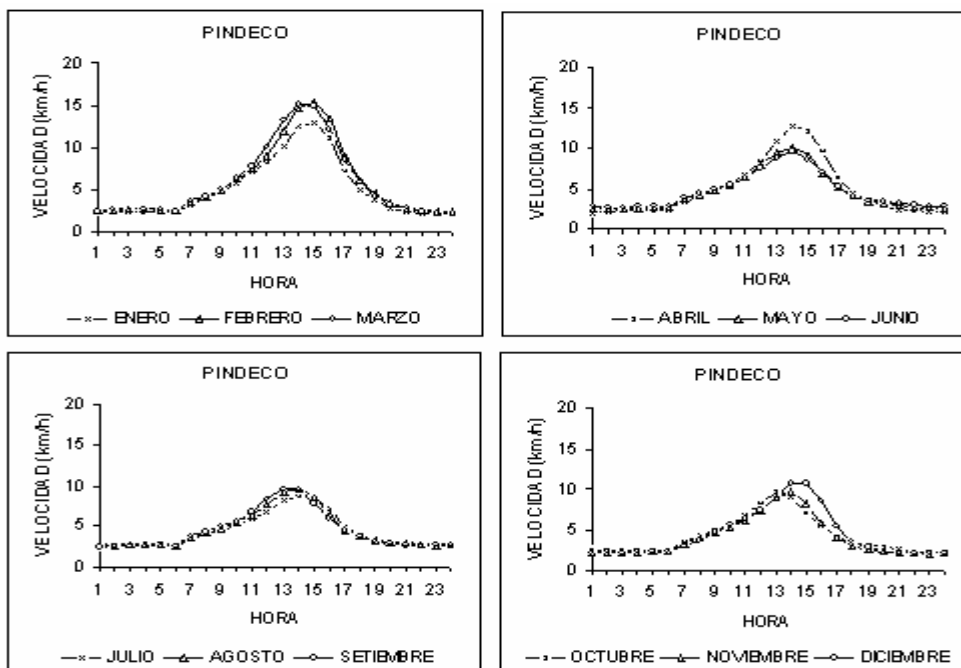 PINDECO
VELOCIDAD (km/h)
20
15
10
5
0
1 3 5 7 9 11 13 15 17 19 21 23
HORA
ENERO FEBRERO MARZO
PINDECO
VELOCIDAD (km/h)
20
15
10
5
0
1 3 5 7 9 11 13 15 17 19 21 23
HORA
ABRIL MAYO JUNIO
PINDECO
VELOCIDAD (km/h)
20
15
10
5
0
1 3 5 7 9 11 13 15 17 19 21 23
HORA
JULIO AGOSTO SETIEMBRE
PINDECO
VELOCIDAD (km/h)
20
15
10
5
0
1 3 5 7 9 11 13 15 17 19 21 23
HORA
OCTUBRE NOVIEMBRE DICIEMBRE